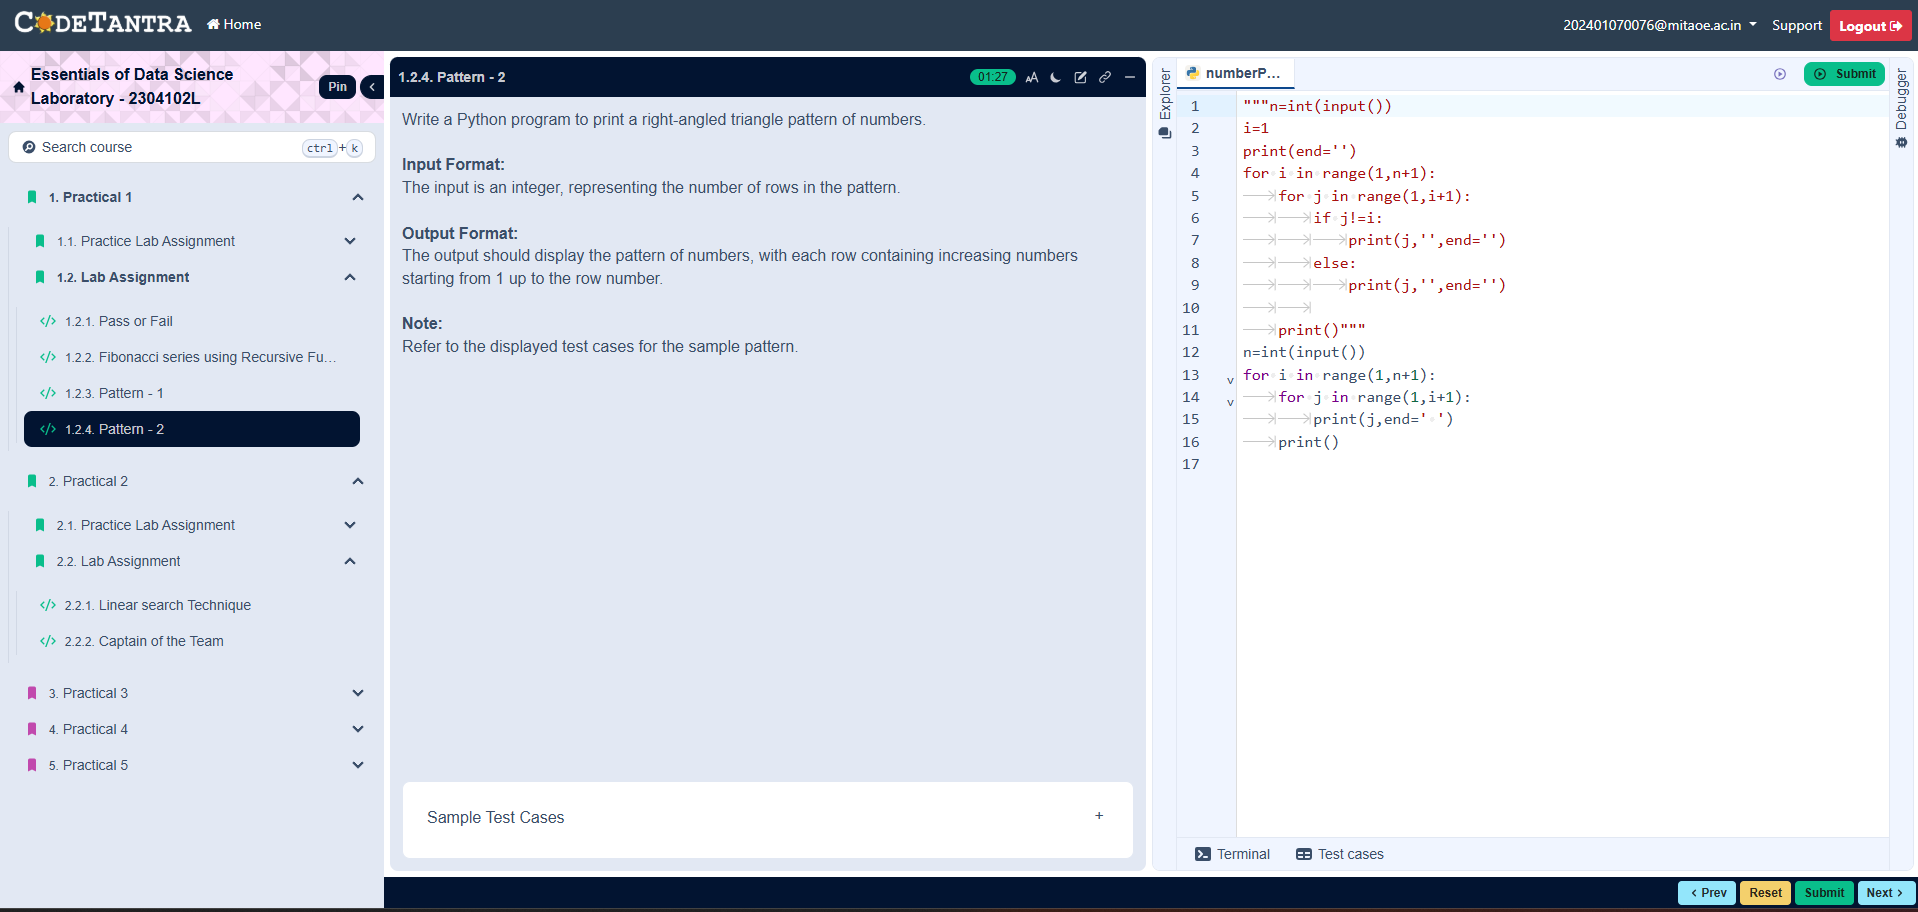 CODETANTRA Home 202401070076@mitaoe.ac.in Support Logout
Essentials of Data Science
Laboratory - 2304102L
Pin
Search course ctrl + k
1. Practical 1
1.1. Practice Lab Assignment
1.2. Lab Assignment
1.2.1. Pass or Fail
1.2.2. Fibonacci series using Recursive Fu...
1.2.3. Pattern - 1
1.2.4. Pattern - 2
2. Practical 2
2.1. Practice Lab Assignment
2.2. Lab Assignment
2.2.1. Linear search Technique
2.2.2. Captain of the Team
3. Practical 3
4. Practical 4
5. Practical 5
1.2.4. Pattern - 2 01:27 AA
Write a Python program to print a right-angled triangle pattern of numbers.
Input Format:
The input is an integer, representing the number of rows in the pattern.
Output Format:
The output should display the pattern of numbers, with each row containing increasing numbers
starting from 1 up to the row number.
Note:
Refer to the displayed test cases for the sample pattern.
Sample Test Cases +
Explorer
numberP... Submit
Debugger
1 """n=int(input())
2 i=1
3 print(end='')
4 for i in range(1,n+1):
5 for j in range(1,i+1):
6 if j!=i:
7 print(j,'',end='')
8 else:
9 print(j,'',end='')
10
11 print()"""
12 n=int(input())
13 for i in range(1,n+1):
14 for j in range(1,i+1):
15 print(j,end=' ')
16 print()
17
Terminal Test cases
Prev Reset Submit Next